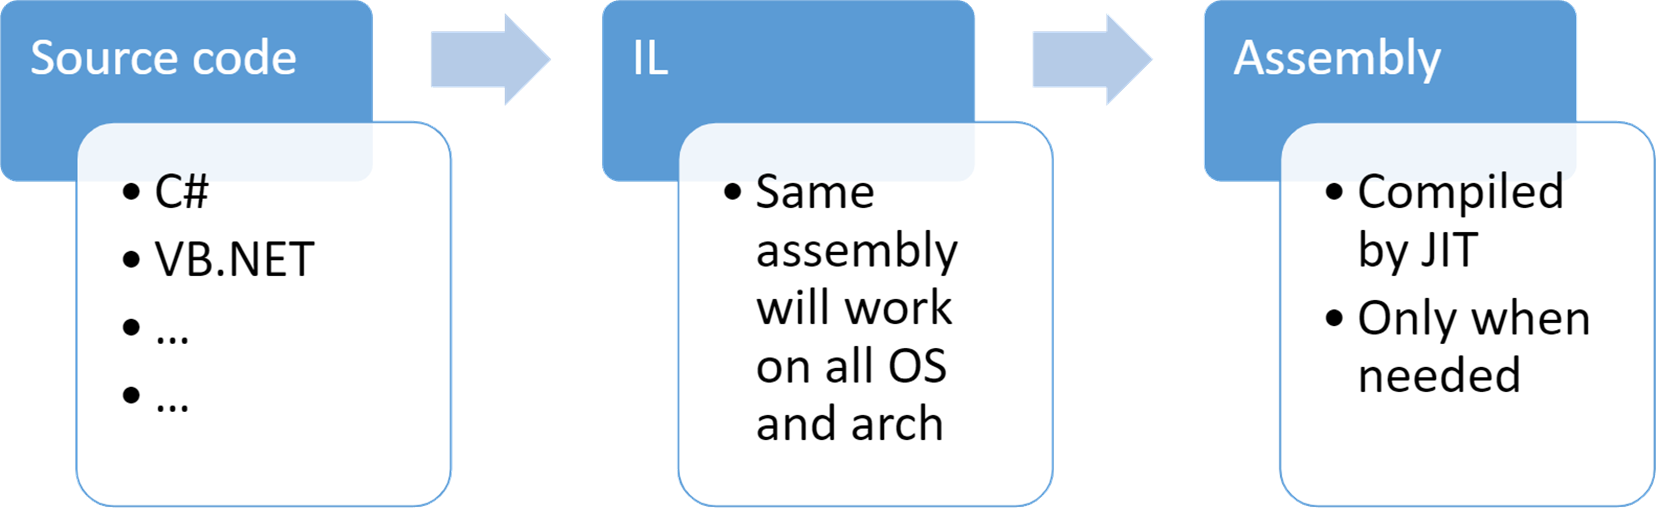 Source code
• C#
• VB.NET
• ...
• ...
IL
• Same
assembly
will work
on all OS
and arch
Assembly
• Compiled
by JIT
• Only when
needed